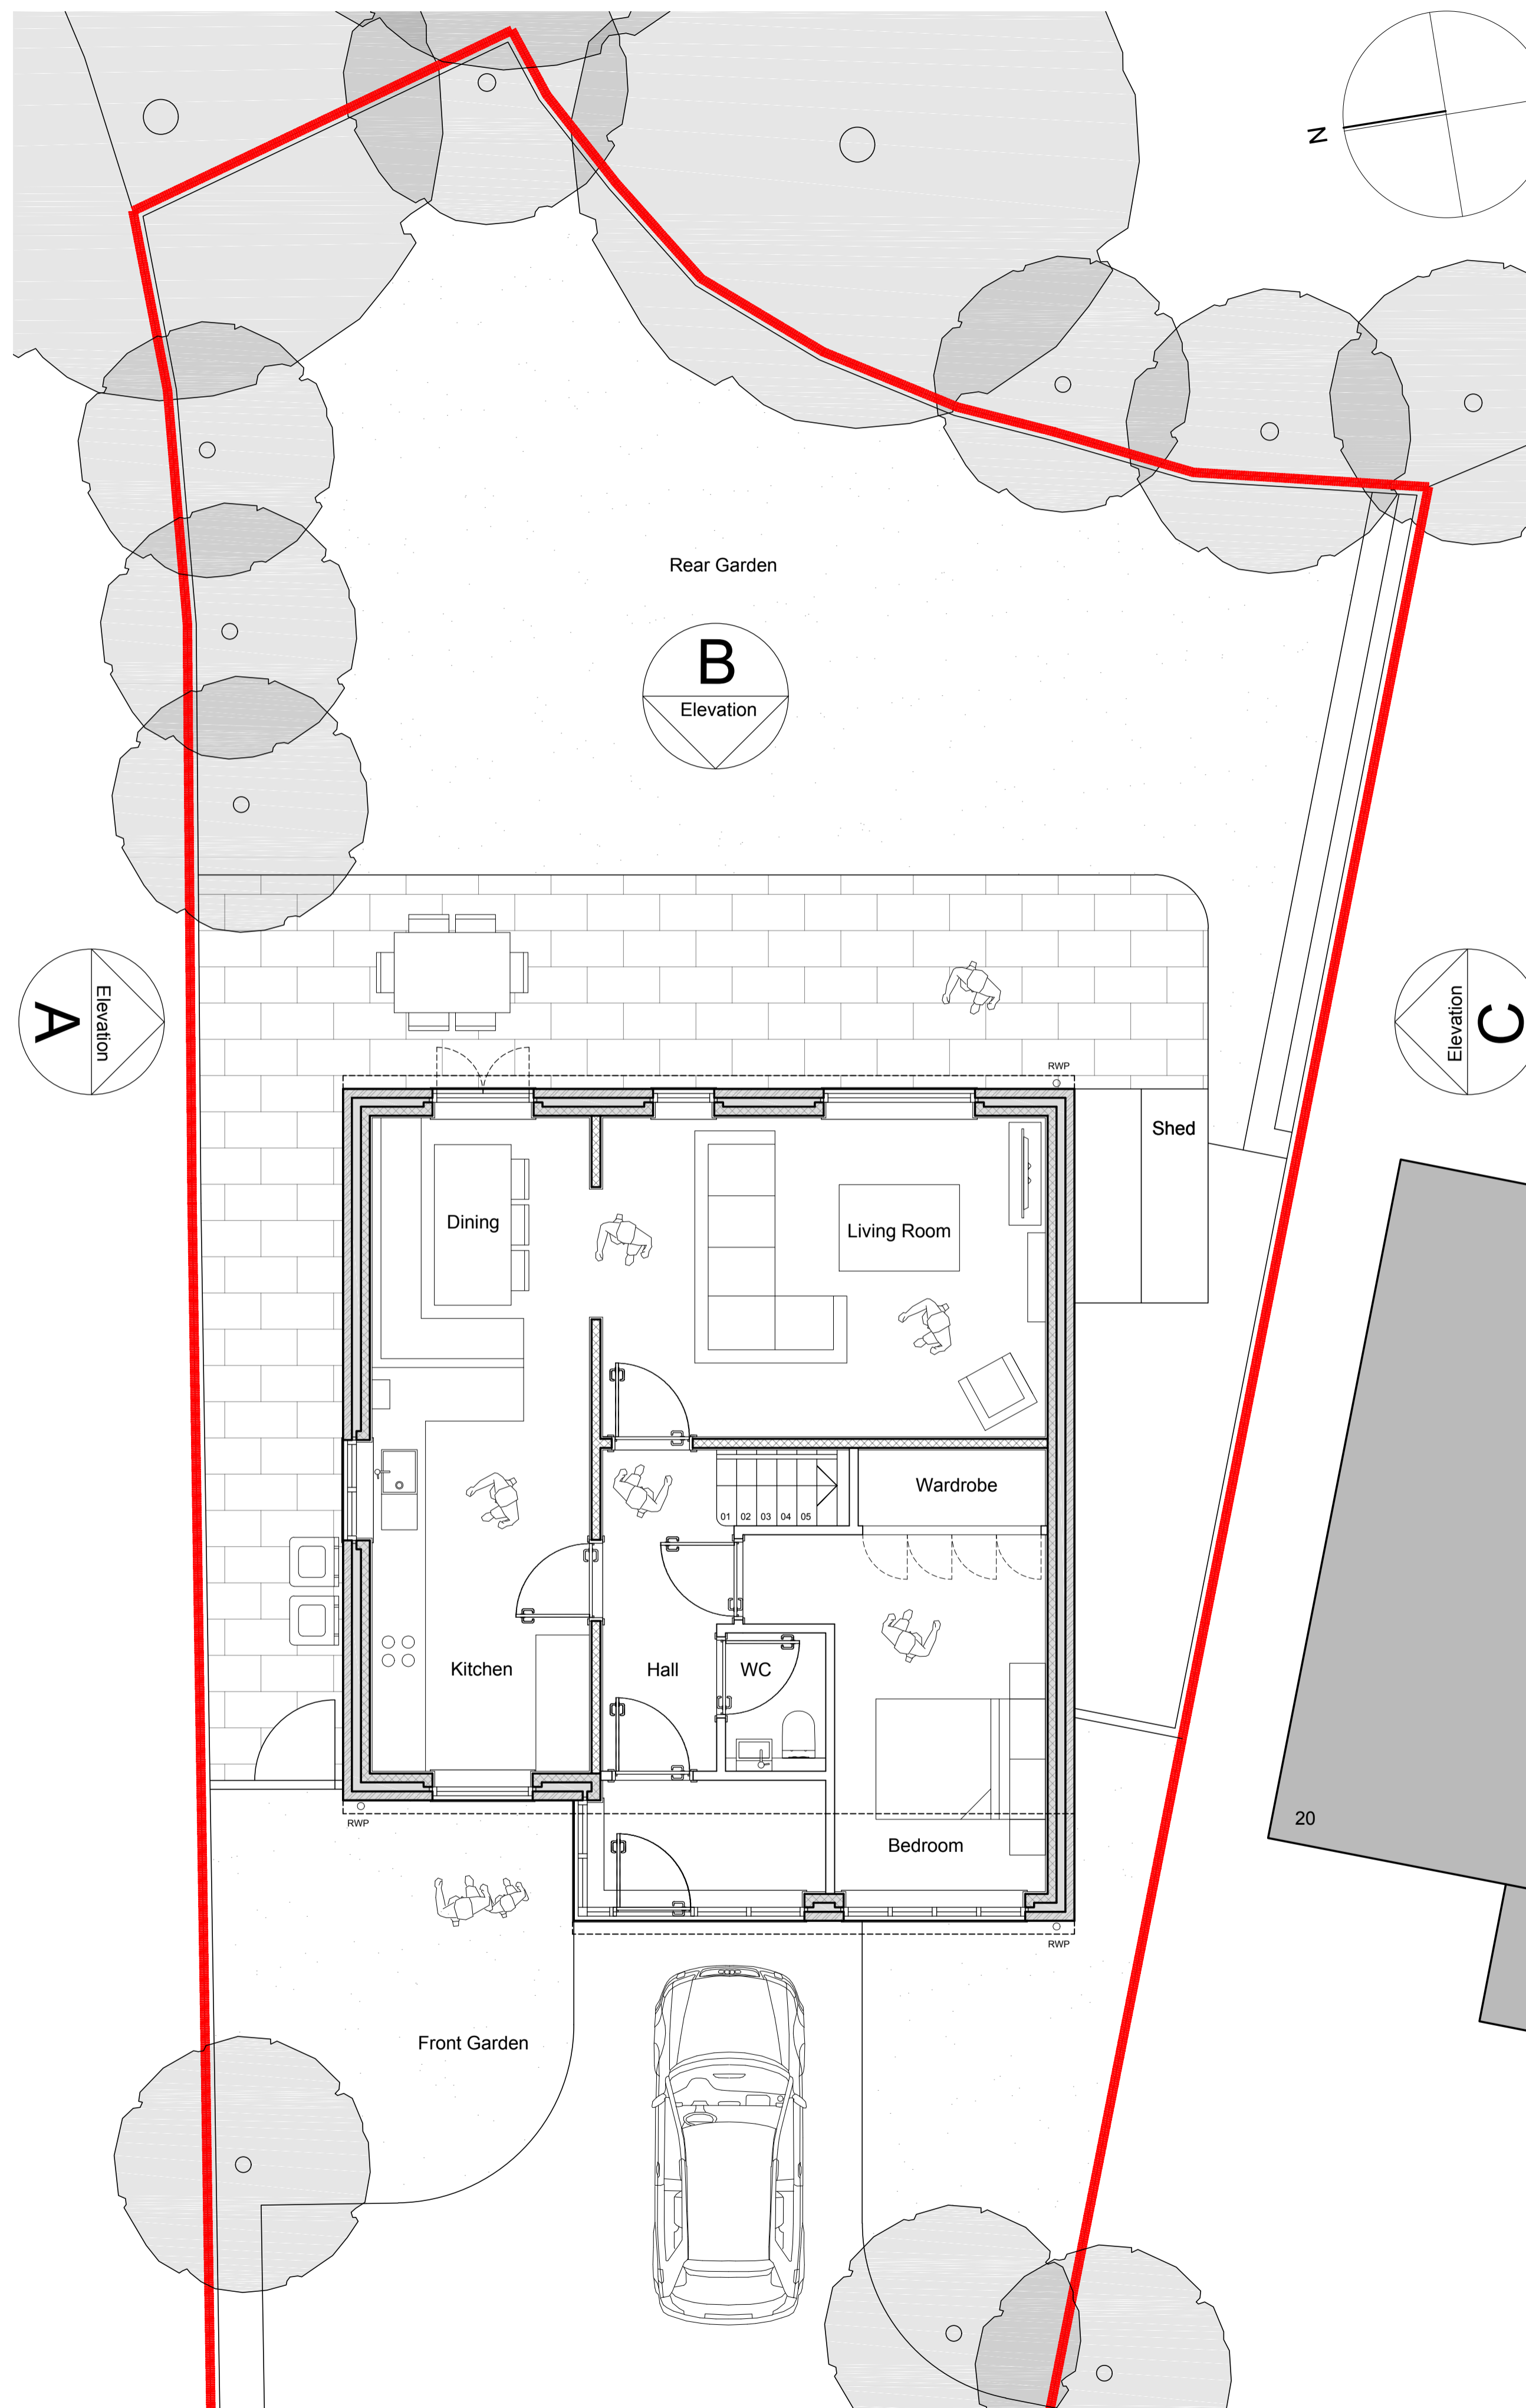 N
Rear Garden
B
Elevation
A
Elevation
Elevation
C
RWP
Shed
Dining
Living Room
Wardrobe
01 02 03 04 05
Kitchen
Hall
WC
20
RWP
Bedroom
RWP
Front Garden